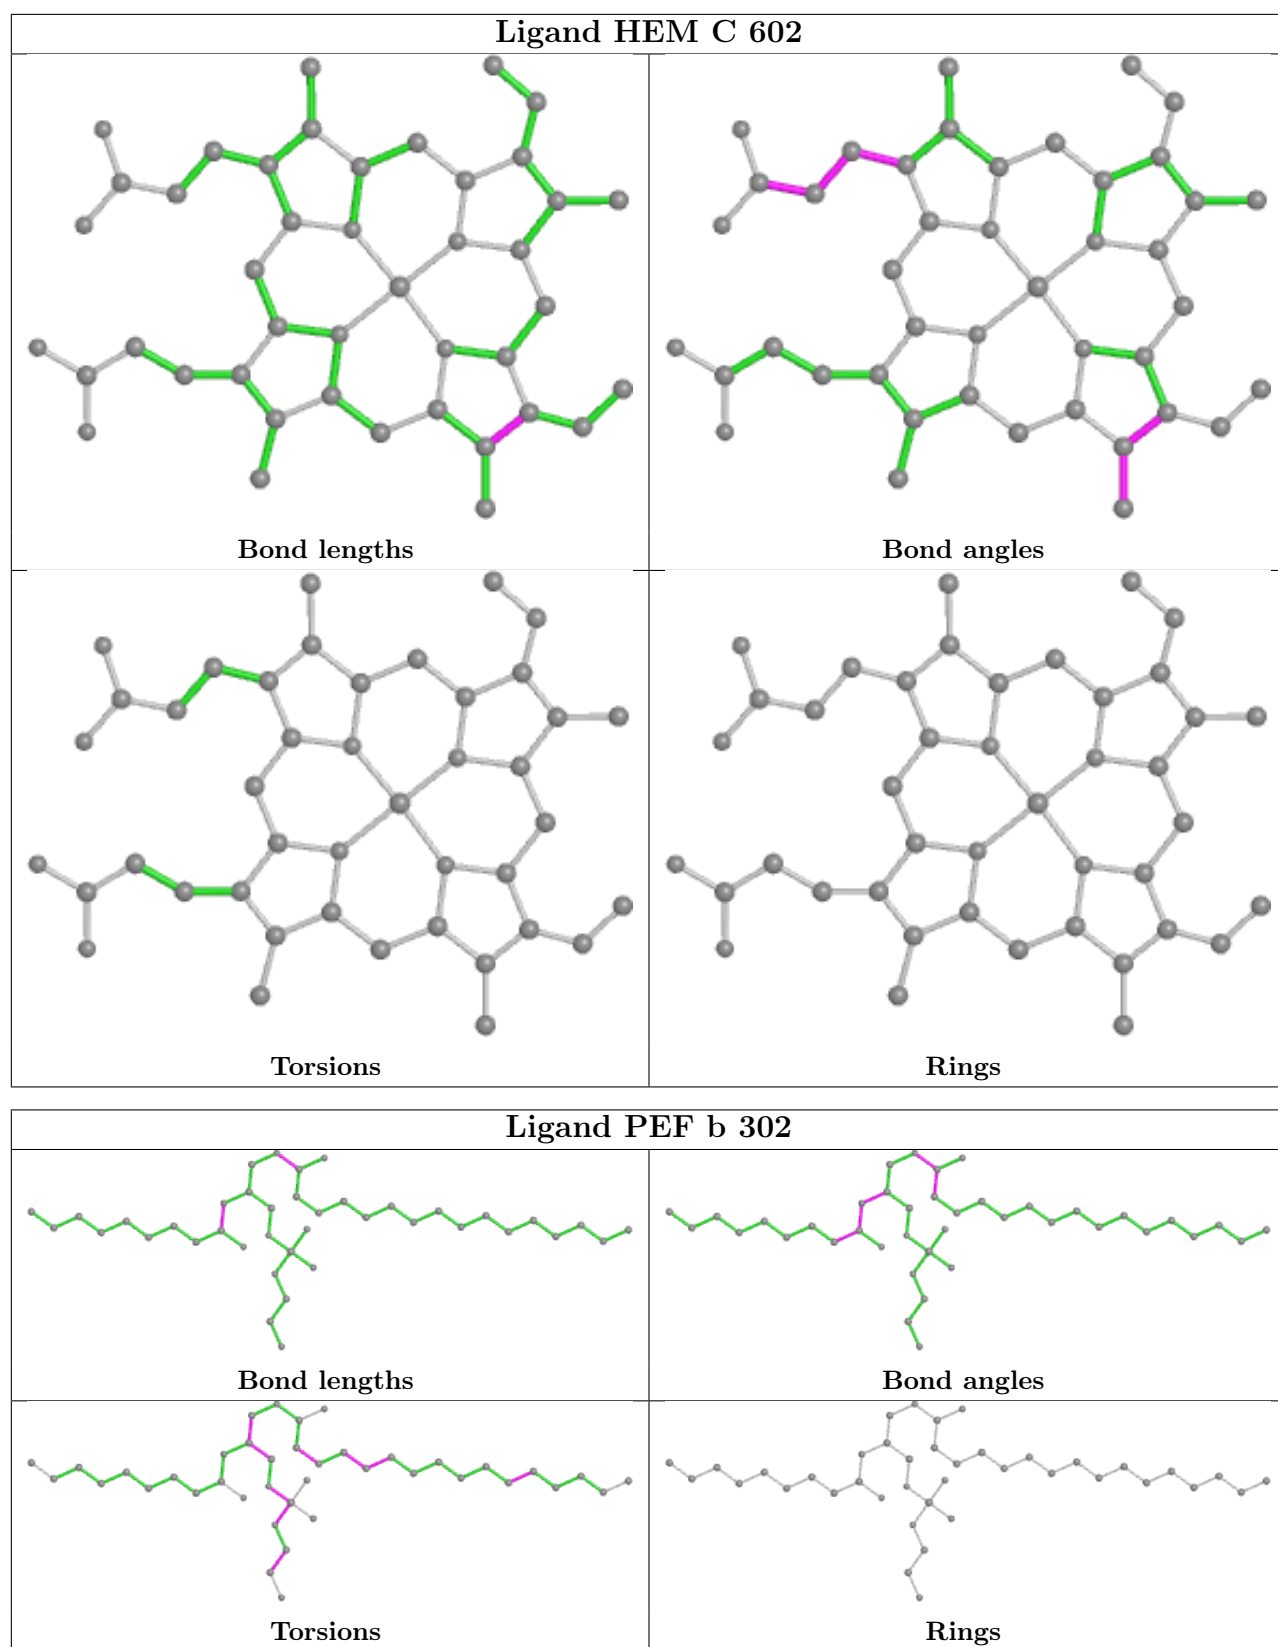 Ligand HEM C 602
Bond lengths
Bond angles
Torsions
Rings
Ligand PEF b 302
Bond lengths
Bond angles
Torsions
Rings